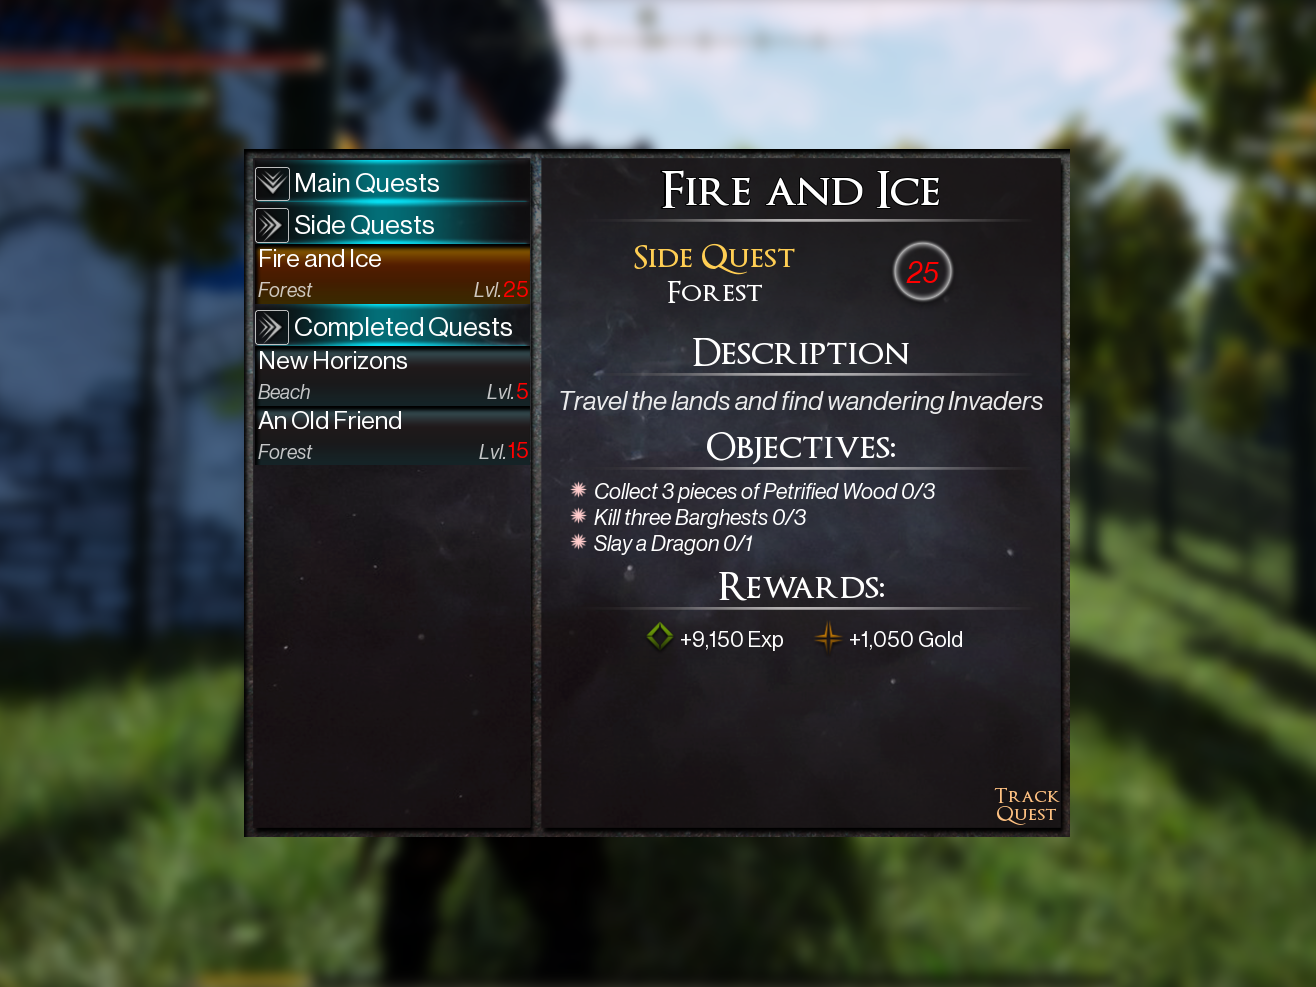 Main Quests
Side Quests
Fire and Ice
Forest Lvl.25
Completed Quests
New Horizons
Beach Lvl.5
An Old Friend
Forest Lvl.15
Fire and Ice
Side Quest
Forest
25
Description
Travel the lands and find wandering Invaders
Objectives:
Collect 3 pieces of Petrified Wood 0/3
Kill three Barghests 0/3
Slay a Dragon 0/1
Rewards:
+9,150 Exp +1,050 Gold
Track
Quest